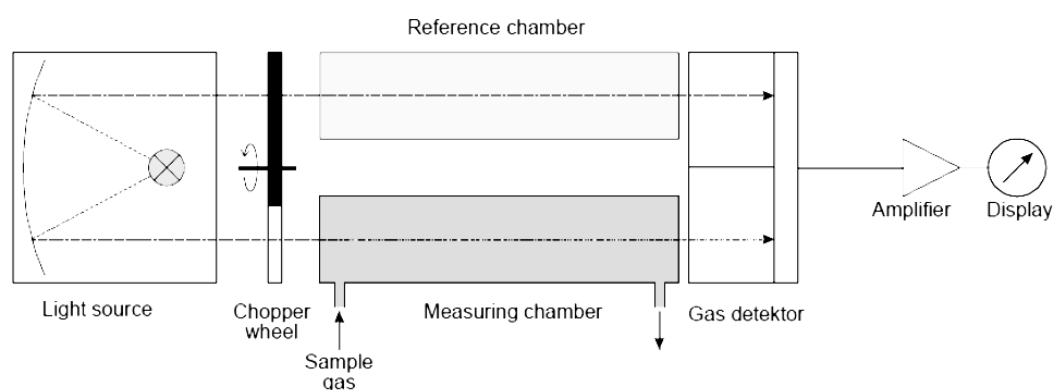 Reference chamber
Amplifier
Display
Light source
Chopper
wheel
Measuring chamber
Gas detektor
Sample
gas